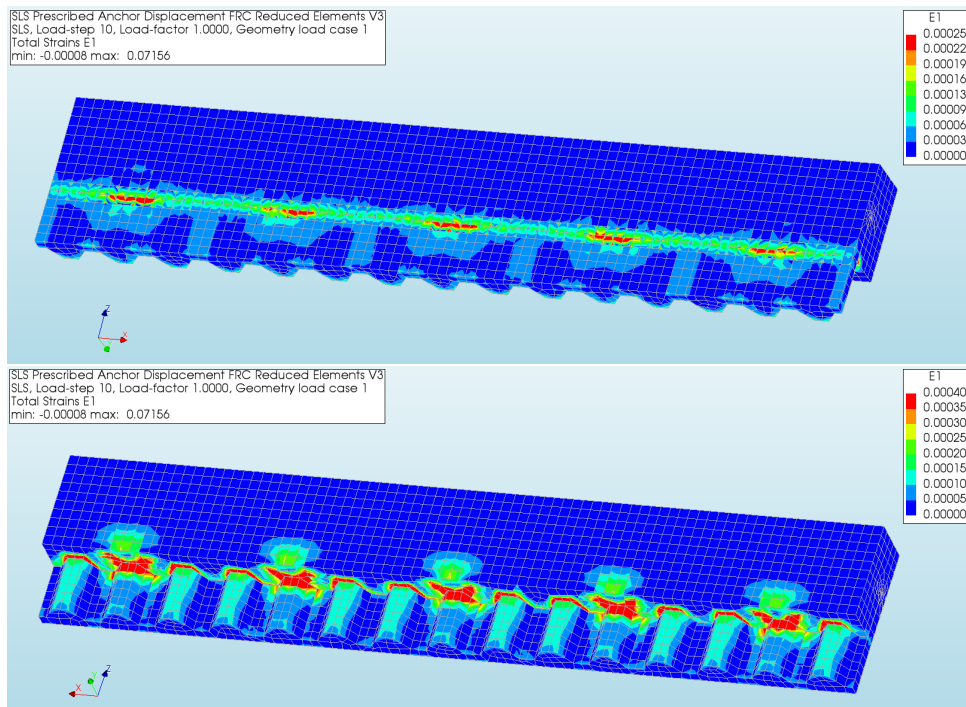 SLS Prescribed Anchor Displacement FRC Reduced Elements V3
SLS, Load-step 10, Load-factor 1.0000, Geometry load case 1
Total Strains E1
min: -0.00008 max: 0.07156
E1
0.00025
0.00022
0.00019
0.00016
0.00013
0.00009
0.00006
0.00003
0.00000
Z
X
SLS Prescribed Anchor Displacement FRC Reduced Elements V3
SLS, Load-step 10, Load-factor 1.0000, Geometry load case 1
Total Strains E1
min: -0.00008 max: 0.07156
E1
0.00040
0.00035
0.00030
0.00025
0.00020
0.00015
0.00010
0.00005
0.00000
Z
Y
X